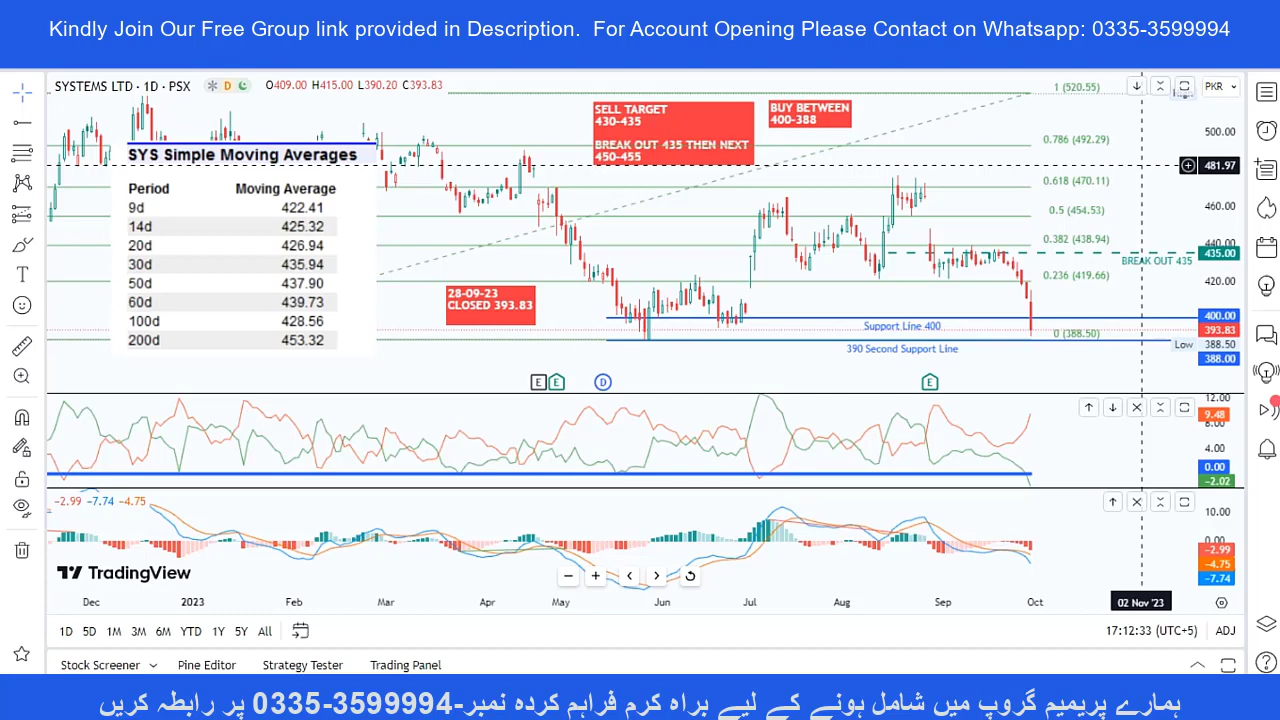 Kindly Join Our Free Group link provided in Description.  For Account Opening Please Contact on Whatsapp: 0335-3599994
SYSTEMS LTD · 1D · PSX
D
O409.00 H415.00 L390.20 C393.83
PKR
SELL TARGET
430-435
BREAK OUT 435 THEN NEXT
450-455
BUY BETWEEN
400-388
1 (520.55)
0.786 (492.29)
0.618 (470.11)
0.5 (454.53)
0.382 (438.94)
BREAK OUT 435
0.236 (419.66)
0 (388.50)
500.00
481.97
460.00
440.00
435.00
420.00
400.00
393.83
Low 388.50
388.00
SYS Simple Moving Averages
Period Moving Average
9d 422.41
14d 425.32
20d 426.94
30d 435.94
50d 437.90
60d 439.73
100d 428.56
200d 453.32
28-09-23
CLOSED 393.83
Support Line 400
390 Second Support Line
E E D E
12.00
9.48
8.00
4.00
0.00
−2.02
−2.99 −7.74 −4.75
10.00
0.00
−2.99
−4.75
−7.74
TradingView
Dec 2023 Feb Mar Apr May Jun Jul Aug Sep Oct 02 Nov '23
1D 5D 1M 3M 6M YTD 1Y 5Y All
17:12:33 (UTC+5) ADJ
Stock Screener Pine Editor Strategy Tester Trading Panel
ہمارے پریمیم گروپ میں شامل ہونے کے لیے براہ کرم فراہم کردہ نمبر-0335-3599994 پر رابطہ کریں